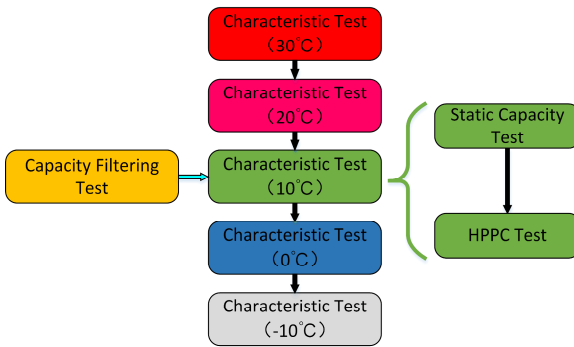 Characteristic Test
（30℃）
Characteristic Test
（20℃）
Capacity Filtering
Test
Characteristic Test
（10℃）
Characteristic Test
（0℃）
Characteristic Test
（-10℃）
Static Capacity
Test
HPPC Test